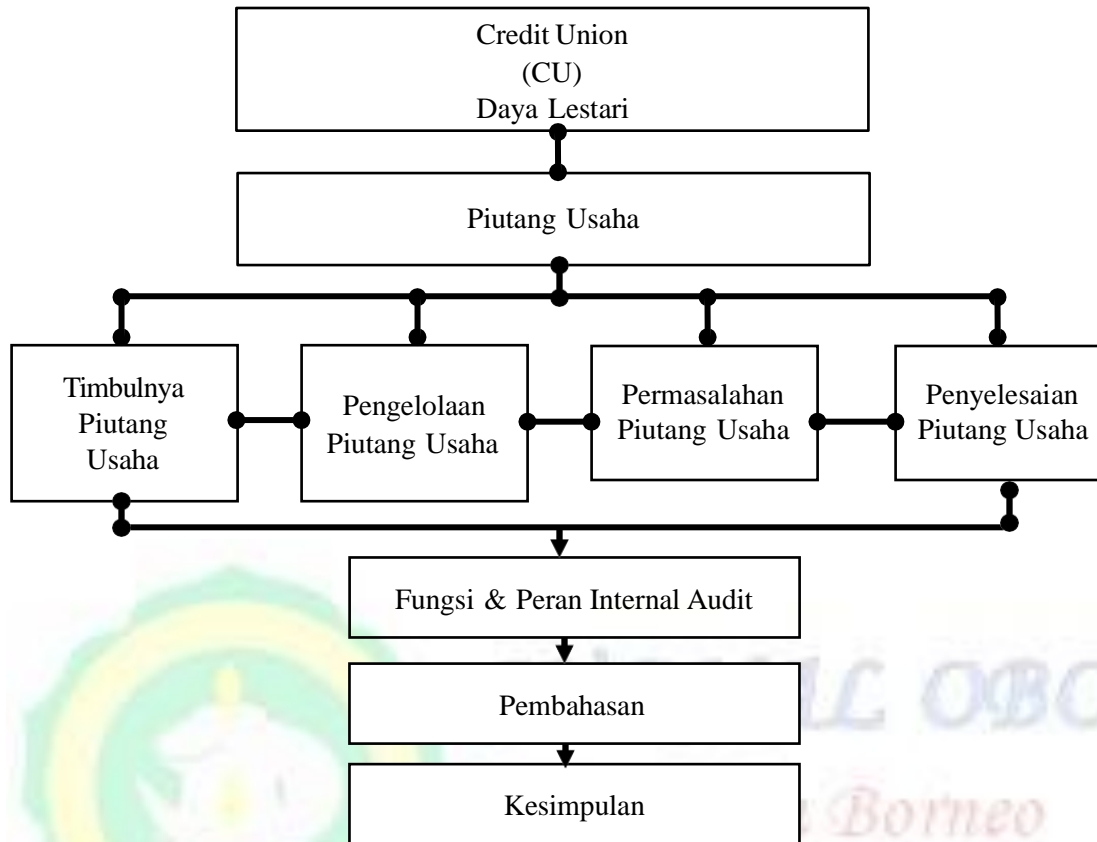 Credit Union
(CU)
Daya Lestari
Piutang Usaha
Timbulnya
Piutang
Usaha
Pengelolaan
Piutang Usaha
Permasalahan
Piutang Usaha
Penyelesaian
Piutang Usaha
Fungsi & Peran Internal Audit
Pembahasan
Kesimpulan
Borneo